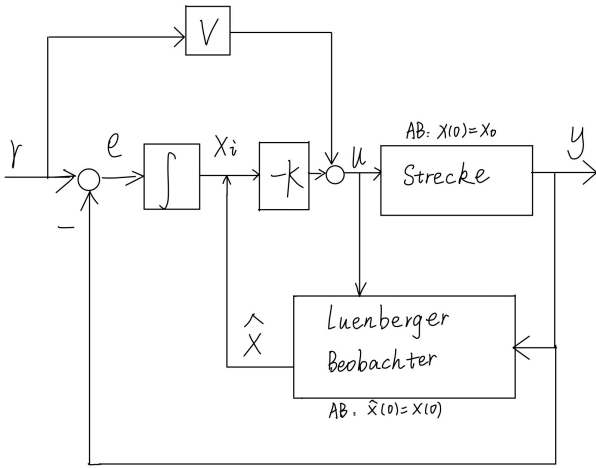 V
AB: X(0)=X₀
r
e
∫
Xi
-K
u
Strecke
y
-
X̂
Luenberger
Beobachter
AB: X̂(0)=X(0)